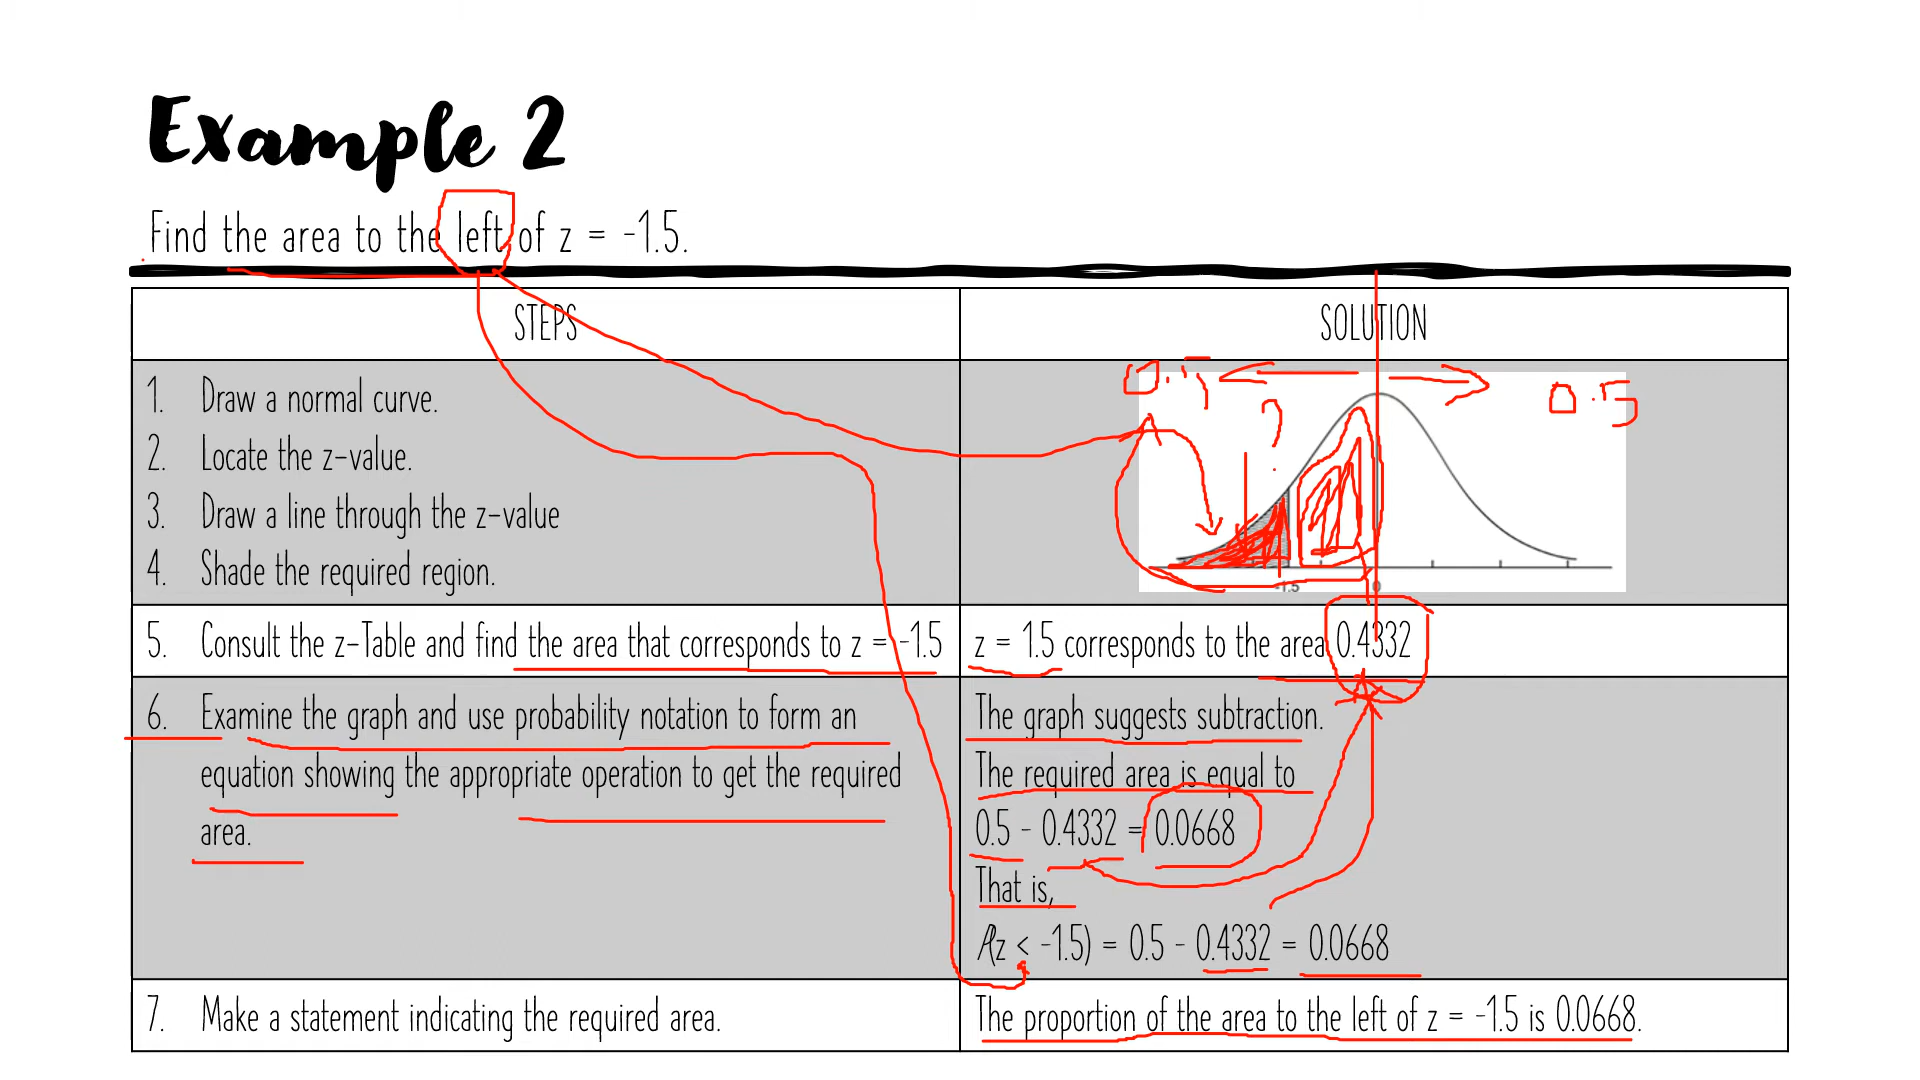 Example 2
Find the area to the left of z = -1.5.
STEPS
SOLUTION
1. Draw a normal curve.
2. Locate the z-value.
3. Draw a line through the z-value
4. Shade the required region.
0.5
0.5
?
-1.5
0
5. Consult the z-Table and find the area that corresponds to z = -1.5
z = 1.5 corresponds to the area 0.4332
6. Examine the graph and use probability notation to form an
equation showing the appropriate operation to get the required
area.
The graph suggests subtraction.
The required area is equal to
0.5 - 0.4332 = 0.0668
That is,
P(z < -1.5) = 0.5 - 0.4332 = 0.0668
7. Make a statement indicating the required area.
The proportion of the area to the left of z = -1.5 is 0.0668.